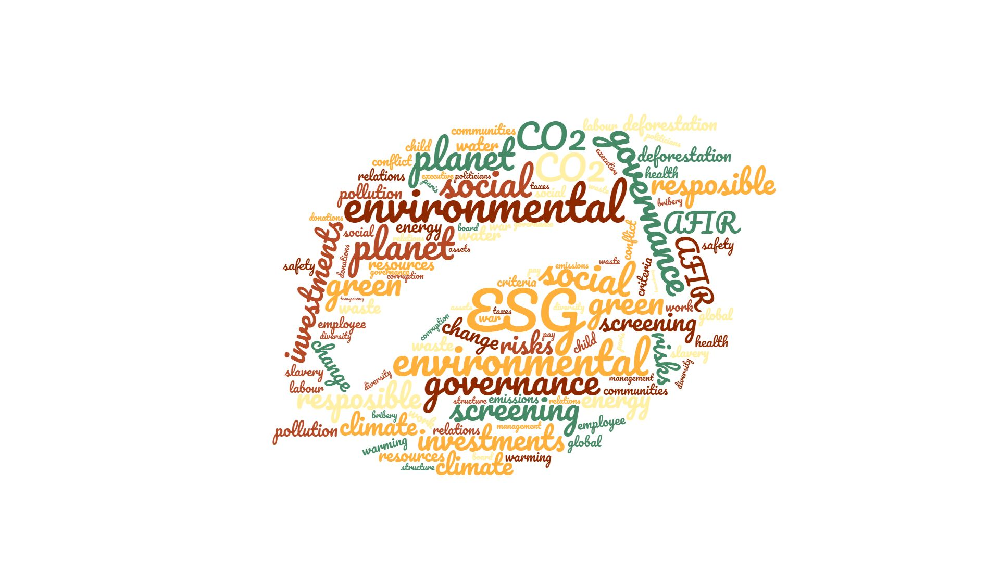 labour
deforestation
communities
CO2
politicians
child
water
planet
governance
conflict
CO2
executive
deforestation
relations
executive
politicians
social
health
resposible
paris
taxes
waste
pollution
social
environmental
bribery
donations
AFIR
investments
social
energy
board
war
governance
water
conflict
relations
planet
assets
AFIR
safety
safety
donations
resources
waste
governance
corruption
emissions
social
pay
criteria
criteria
green
transparency
ESG
green
work
waste
assets
taxes
diversity
global
war
employee
corruption
change
screening
diversity
pay
risks
child
paris
risks
health
change
waste
slavery
environmental
slavery
diversity
diversity
governance
management
labour
communities
resposible
structure
emissions
relations
energy
bribery
work
screening
employee
pollution
climate
relations
management
investments
global
warming
resources
board
warming
structure
climate